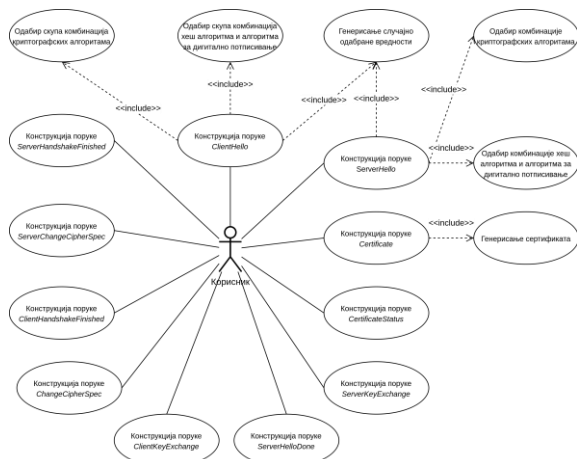 Одабир скупа комбинација
криптографских алгоритама
Одабир скупа комбинација
хеш алгоритма и алгоритма
за дигитално потписивање
Генерисање случајно
одабране вредности
Одабир комбинације
криптографских алгоритама
<<include>>
<<include>>
<<include>>
<<include>>
<<include>>
Конструкција поруке
ServerHandshakeFinished
Конструкција поруке
ClientHello
Конструкција поруке
ServerHello
<<include>>
Одабир комбинације хеш
алгоритма и алгоритма за
дигитално потписивање
Конструкција поруке
ServerChangeCipherSpec
Корисник
Конструкција поруке
Certificate
<<include>>
Генерисање сертификата
Конструкција поруке
ClientHandshakeFinished
Конструкција поруке
CertificateStatus
Конструкција поруке
ChangeCipherSpec
Конструкција поруке
ServerKeyExchange
Конструкција поруке
ClientKeyExchange
Конструкција поруке
ServerHelloDone